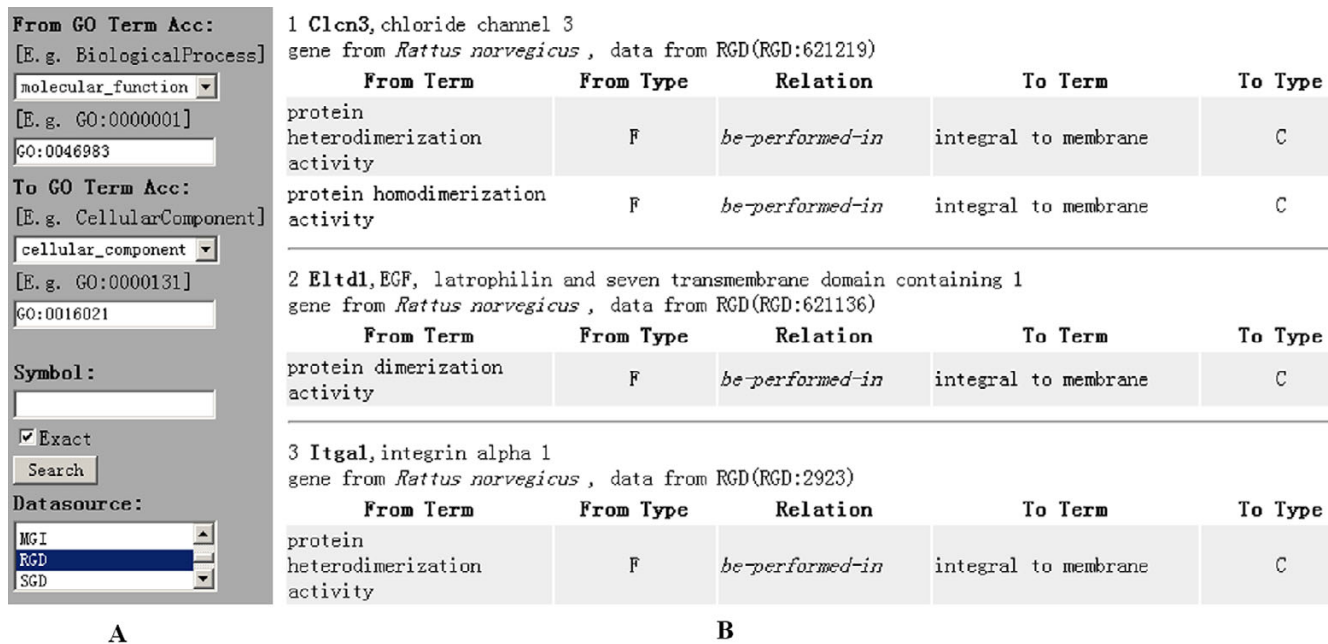 From GO Term Acc:
[E.g. BiologicalProcess]
molecular_function
[E.g. GO:0000001]
GO:0046983
To GO Term Acc:
[E.g. CellularComponent]
cellular_component
[E.g. GO:0000131]
GO:0016021
Symbol:
Exact
Search
Datasource:
MGI
RGD
SGD
A
1 Clcn3, chloride channel 3
gene from Rattus norvegicus , data from RGD(RGD:621219)
From Term From Type Relation To Term To Type
protein
heterodimerization
activity
F be-performed-in integral to membrane C
protein homodimerization
activity
F be-performed-in integral to membrane C
2 Eltd1,EGF, latrophilin and seven transmembrane domain containing 1
gene from Rattus norvegicus , data from RGD(RGD:621136)
From Term From Type Relation To Term To Type
protein dimerization
activity
F be-performed-in integral to membrane C
3 Itga1,integrin alpha 1
gene from Rattus norvegicus , data from RGD(RGD:2923)
From Term From Type Relation To Term To Type
protein
heterodimerization
activity
F be-performed-in integral to membrane C
B